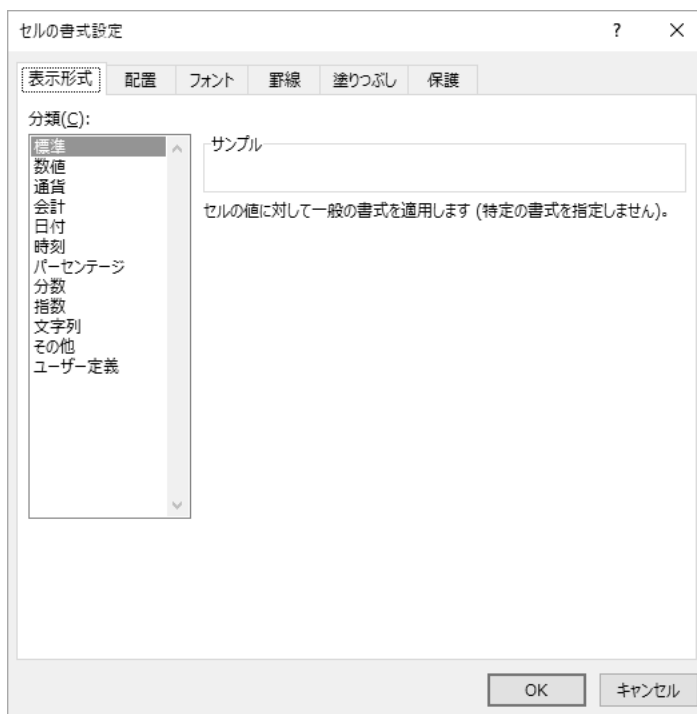 セルの書式設定
?
×
表示形式 配置 フォント 罫線 塗りつぶし 保護
分類(C):
標準
数値
通貨
会計
日付
時刻
パーセンテージ
分数
指数
文字列
その他
ユーザー定義
サンプル
セルの値に対して一般の書式を適用します (特定の書式を指定しません)。
OK キャンセル